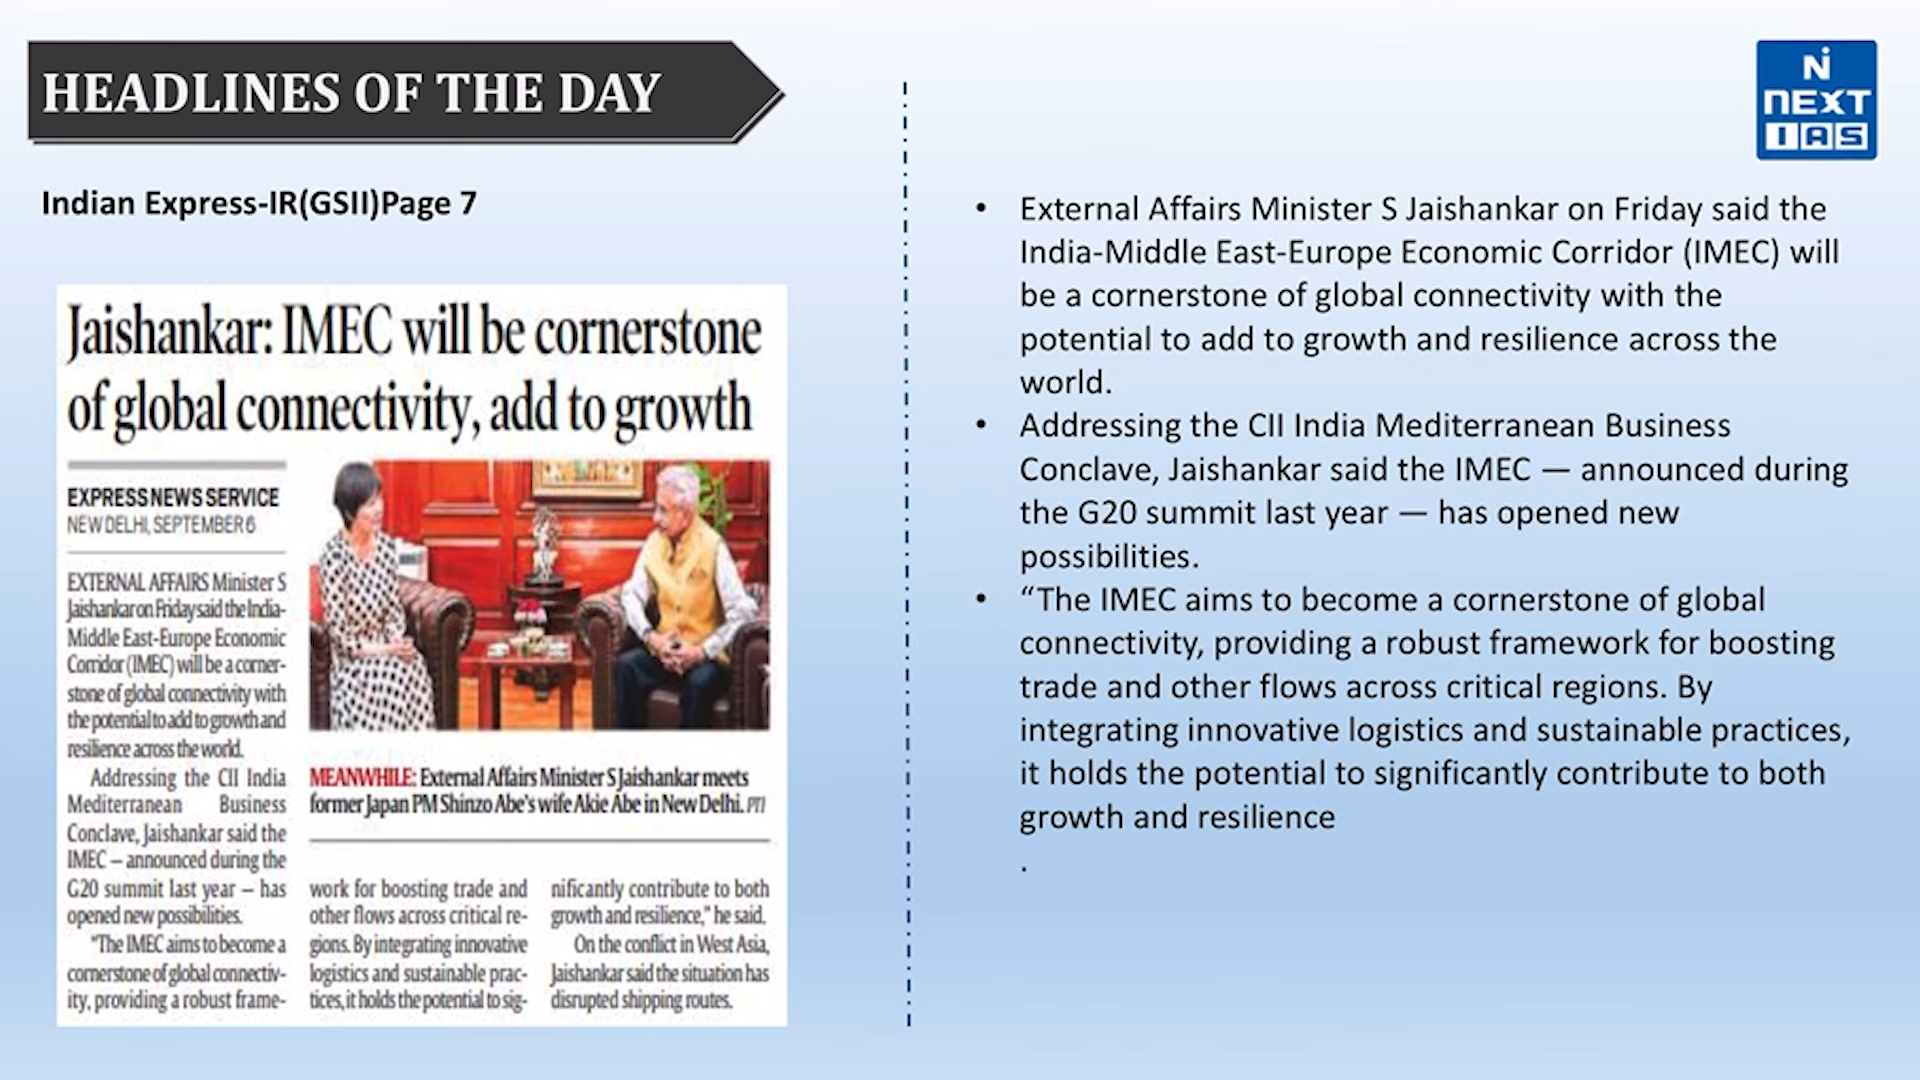 HEADLINES OF THE DAY
Indian Express-IR(GSII)Page 7
Jaishankar: IMEC will be cornerstone
of global connectivity, add to growth
EXPRESS NEWS SERVICE
NEW DELHI, SEPTEMBER 6
EXTERNAL AFFAIRS Minister S
Jaishankar on Friday said the India-
Middle East-Europe Economic
Corridor (IMEC) will be a corner-
stone of global connectivity with
the potential to add to growth and
resilience across the world.
Addressing the CII India
Mediterranean Business
Conclave, Jaishankar said the
IMEC — announced during the
G20 summit last year — has
opened new possibilities.
"The IMEC aims to become a
cornerstone of global connectiv-
ity, providing a robust frame-
MEANWHILE: External Affairs Minister S Jaishankar meets
former Japan PM Shinzo Abe's wife Akie Abe in New Delhi. PTI
work for boosting trade and
other flows across critical re-
gions. By integrating innovative
logistics and sustainable prac-
tices, it holds the potential to sig-
nificantly contribute to both
growth and resilience," he said.
On the conflict in West Asia,
Jaishankar said the situation has
disrupted shipping routes.
Ni
NEXT
IAS
• External Affairs Minister S Jaishankar on Friday said the
India-Middle East-Europe Economic Corridor (IMEC) will
be a cornerstone of global connectivity with the
potential to add to growth and resilience across the
world.
• Addressing the CII India Mediterranean Business
Conclave, Jaishankar said the IMEC — announced during
the G20 summit last year — has opened new
possibilities.
• “The IMEC aims to become a cornerstone of global
connectivity, providing a robust framework for boosting
trade and other flows across critical regions. By
integrating innovative logistics and sustainable practices,
it holds the potential to significantly contribute to both
growth and resilience
.